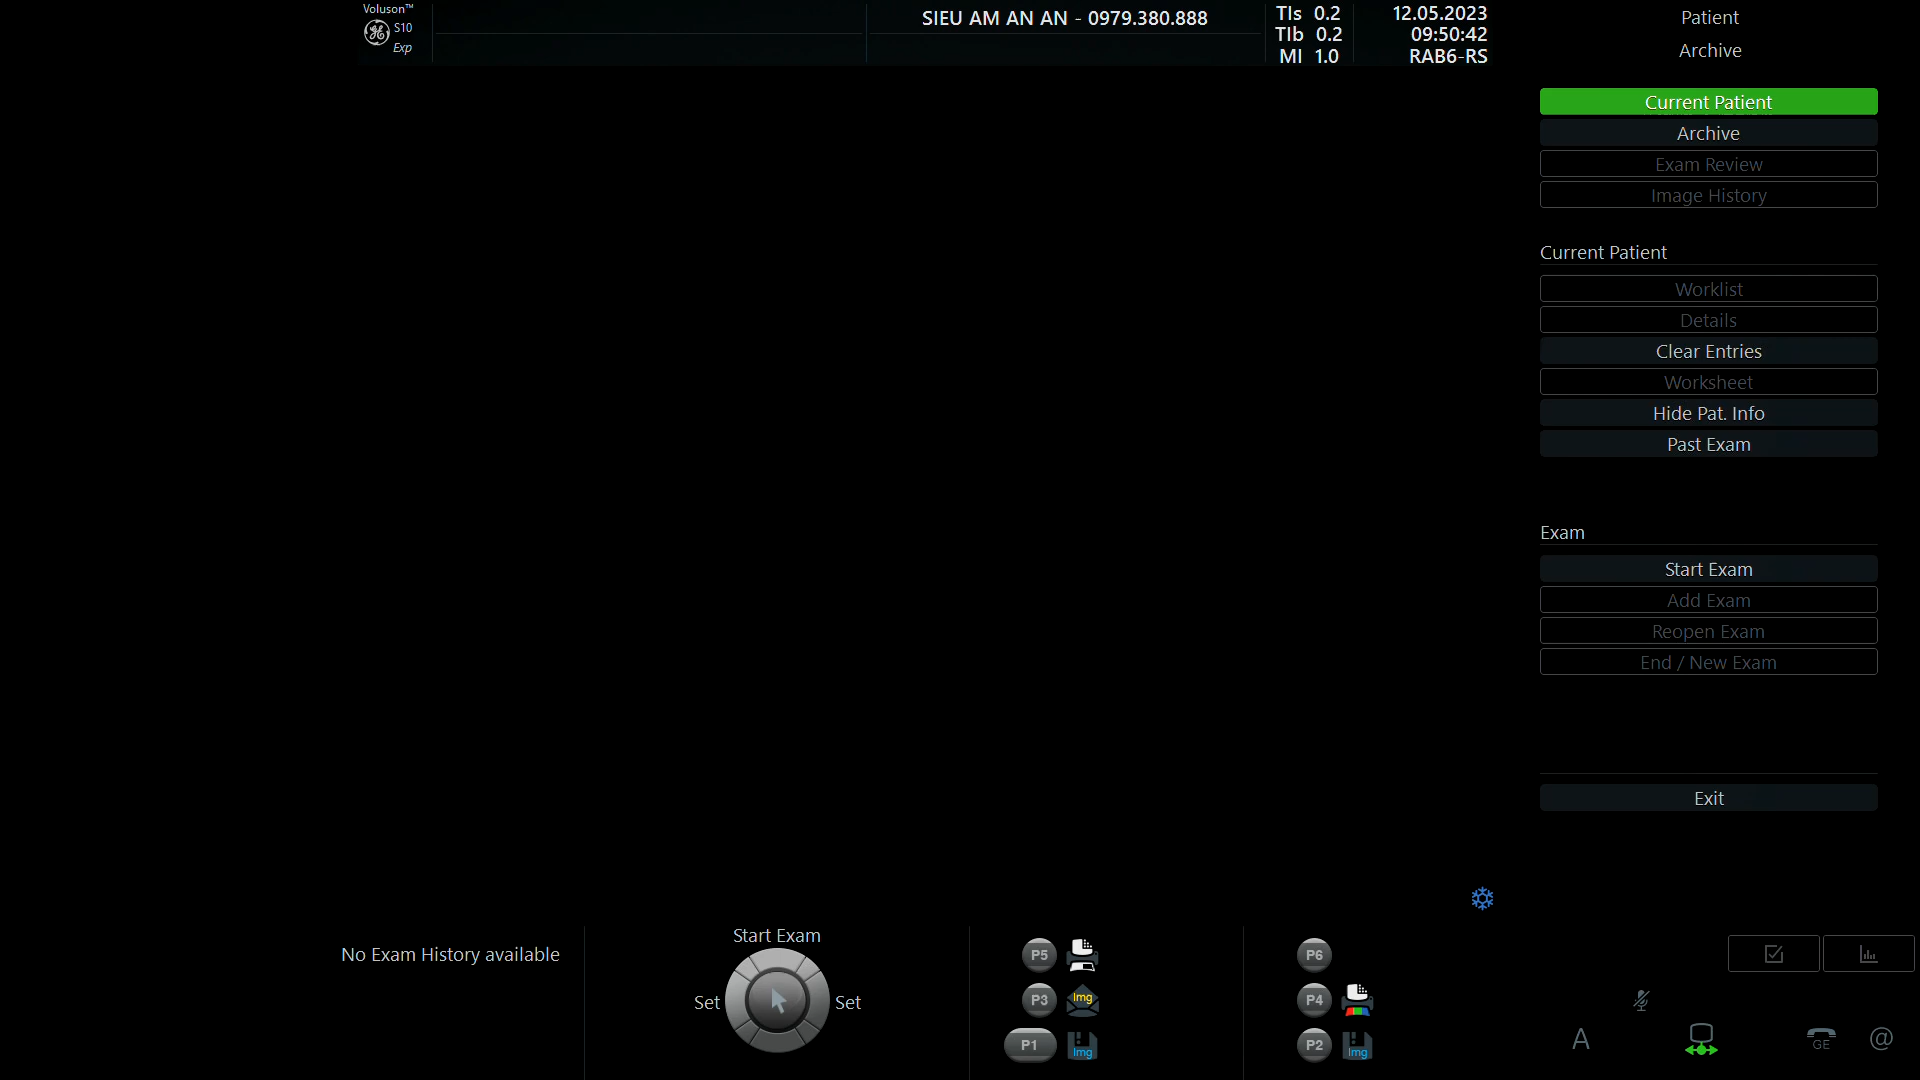 Voluson™
S10
Exp
SIEU AM AN AN - 0979.380.888
TIs 0.2
TIb 0.2
MI 1.0
12.05.2023
09:50:42
RAB6-RS
Patient
Archive
Current Patient
Archive
Exam Review
Image History
Current Patient
Worklist
Details
Clear Entries
Worksheet
Hide Pat. Info
Past Exam
Exam
Start Exam
Add Exam
Reopen Exam
End / New Exam
Exit
No Exam History available
Start Exam
Set
Set
P5
P3
Img
P1
Img
P6
P4
P2
Img
A
GE
@